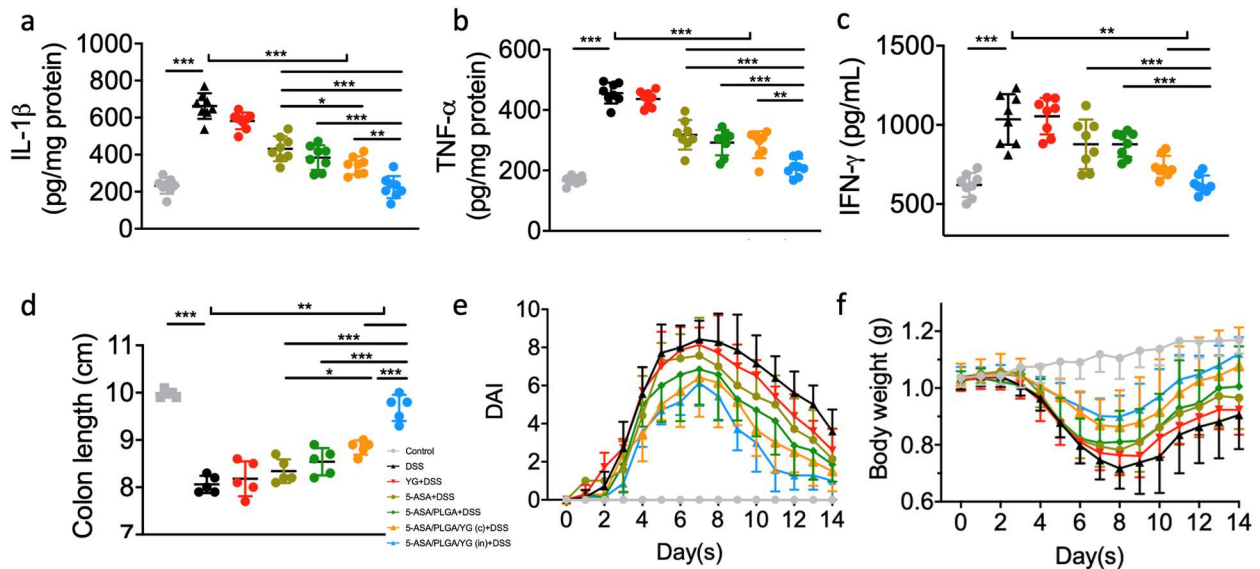 a
IL-1β
(pg/mg protein)
1000
800
600
400
200
0
***
***
***
***
*
***
**
b
TNF-α
(pg/mg protein)
600
400
200
0
***
***
***
***
**
c
IFN-γ (pg/mL)
1500
1000
500
***
**
***
***
d
Colon length (cm)
11
10
9
8
7
***
**
***
***
*
***
Control
DSS
YG+DSS
5-ASA+DSS
5-ASA/PLGA+DSS
5-ASA/PLGA/YG (c)+DSS
5-ASA/PLGA/YG (in)+DSS
e
DAI
10
8
6
4
2
0
0 2 4 6 8 10 12 14
Day(s)
f
Body weight (g)
1.2
1.0
0.8
0.6
0 2 4 6 8 10 12 14
Day(s)